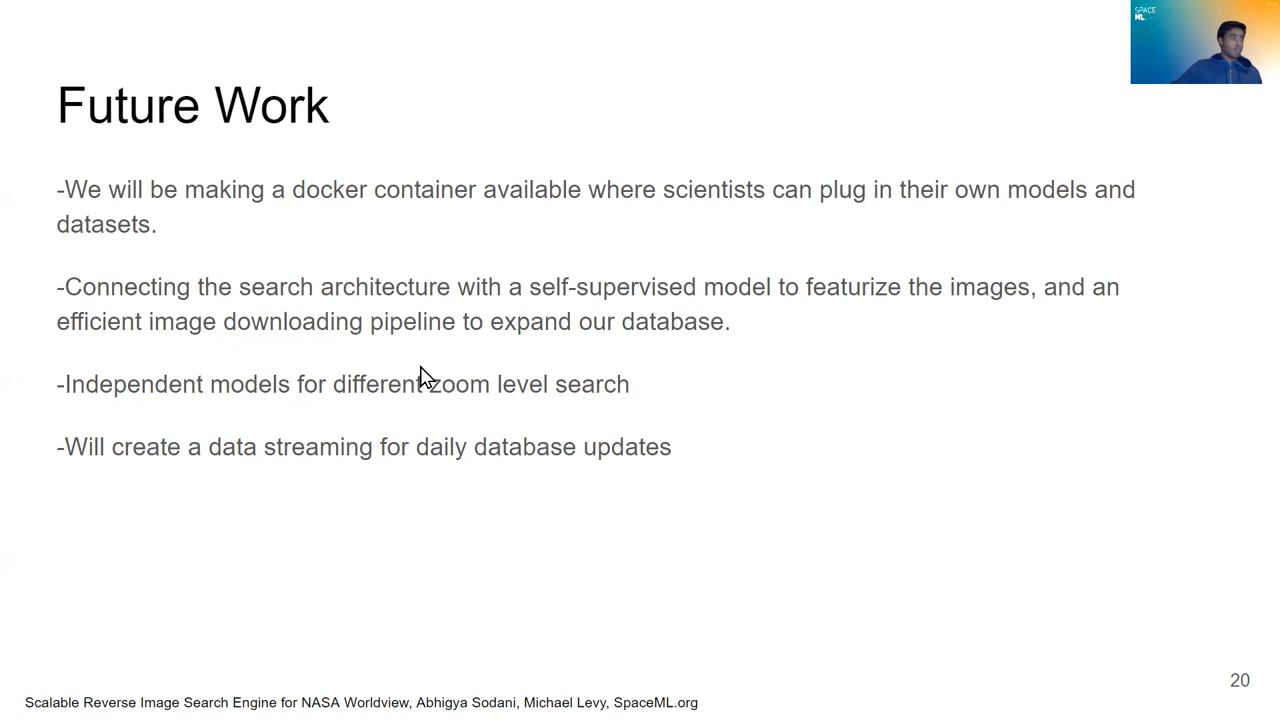 SPACE
ML
Future Work
-We will be making a docker container available where scientists can plug in their own models and
datasets.
-Connecting the search architecture with a self-supervised model to featurize the images, and an
efficient image downloading pipeline to expand our database.
-Independent models for different zoom level search
-Will create a data streaming for daily database updates
20
Scalable Reverse Image Search Engine for NASA Worldview, Abhigya Sodani, Michael Levy, SpaceML.org